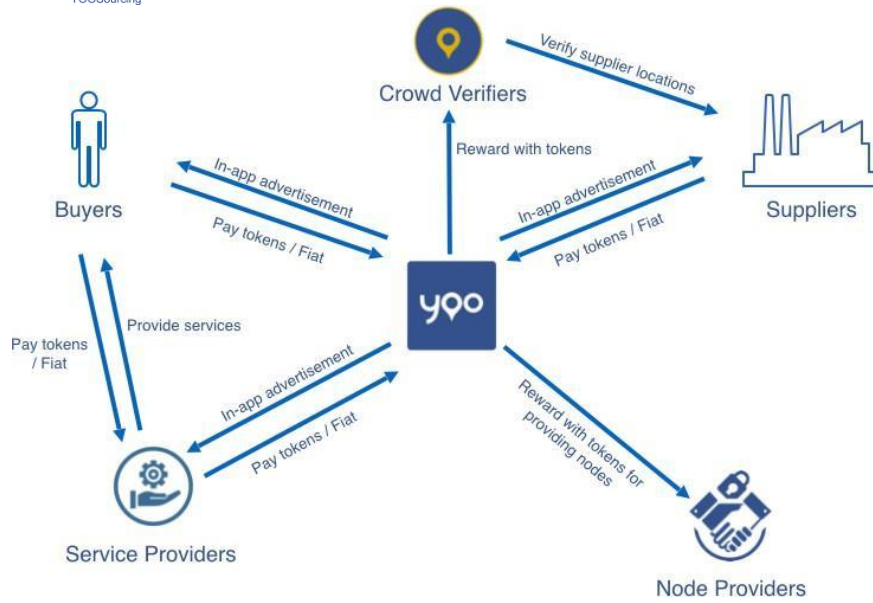 YOOSourcing
Verify supplier locations
Crowd Verifiers
Reward with tokens
In-app advertisement
Pay tokens / Fiat
Buyers
In-app advertisement
Pay tokens / Fiat
Suppliers
yoo
Provide services
Pay tokens
/ Fiat
In-app advertisement
Pay tokens / Fiat
Reward with tokens for
providing nodes
Service Providers
Node Providers